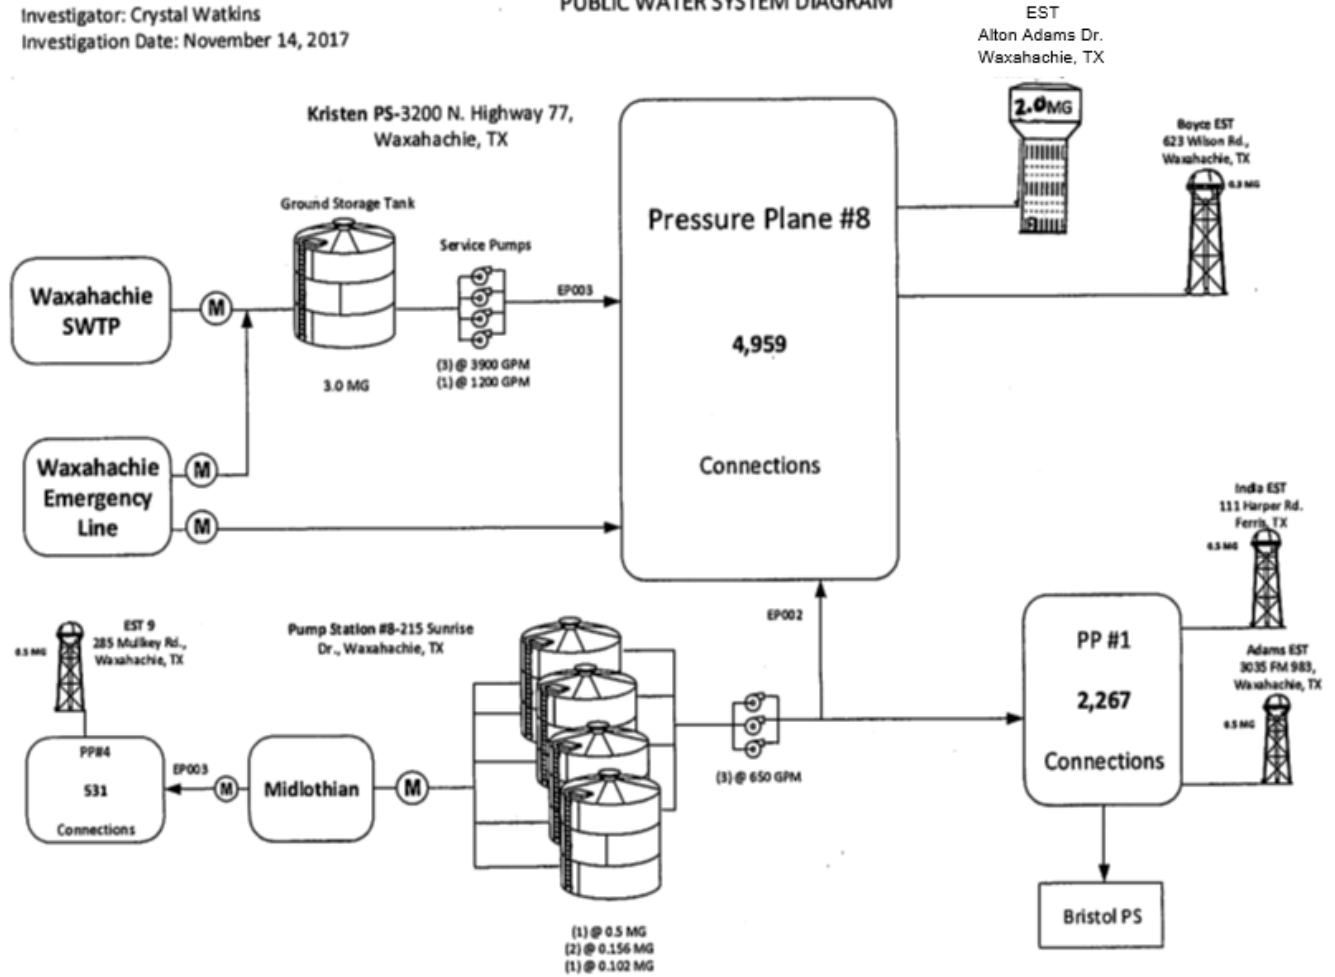 Investigator: Crystal Watkins
Investigation Date: November 14, 2017
PUBLIC WATER SYSTEM DIAGRAM
EST
Alton Adams Dr.
Waxahachie, TX
2.0MG
Boyce EST
623 Wilson Rd.,
Waxahachie, TX
0.3 MG
Kristen PS-3200 N. Highway 77,
Waxahachie, TX
Ground Storage Tank
Service Pumps
Waxahachie
SWTP
M
3.0 MG
(3) @ 3900 GPM
(1) @ 1200 GPM
EP003
Pressure Plane #8
4,959
Connections
Waxahachie
Emergency
Line
M
M
India EST
111 Harper Rd.
Ferris, TX
0.5 MG
EST 9
285 Mullkey Rd.,
Waxahachie, TX
0.5 MG
Pump Station #8-215 Sunrise
Dr., Waxahachie, TX
EP002
PP #1
2,267
Connections
Adams EST
3035 FM 983,
Waxahachie, TX
0.5 MG
PP#4
531
Connections
EP003
M
Midlothian
M
(3) @ 650 GPM
(1) @ 0.5 MG
(2) @ 0.156 MG
(1) @ 0.102 MG
Bristol PS